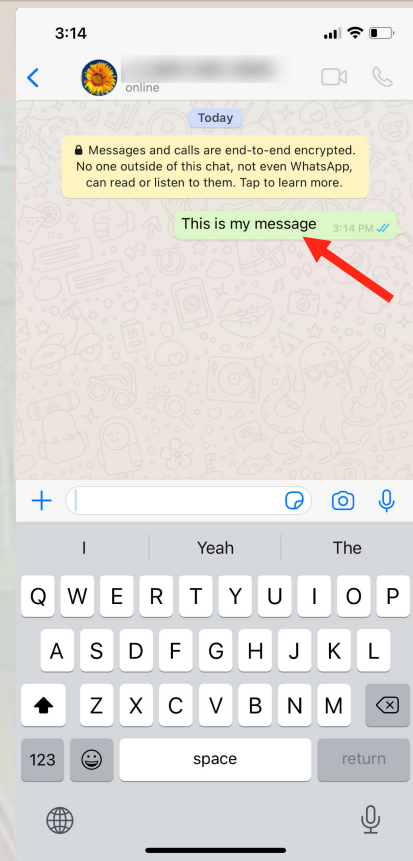 3:14
online
Today
Messages and calls are end-to-end encrypted.
No one outside of this chat, not even WhatsApp,
can read or listen to them. Tap to learn more.
This is my message 3:14 PM
I Yeah The
Q W E R T Y U I O P
A S D F G H J K L
Z X C V B N M
123 space return